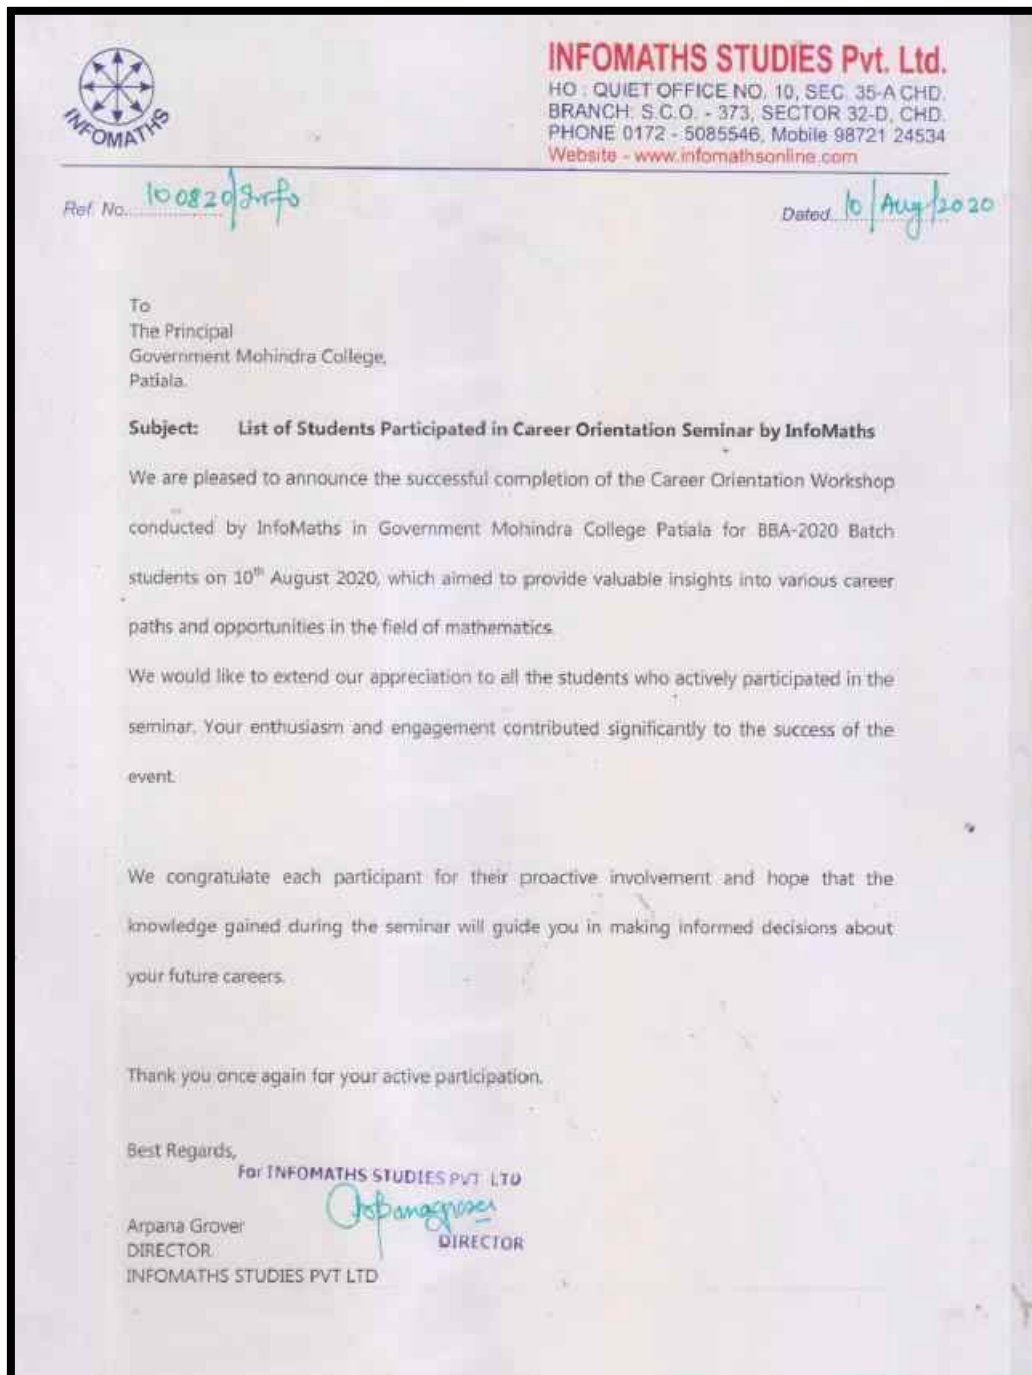 INFOMATHS
INFOMATHS STUDIES Pvt. Ltd.
HO : QUIET OFFICE NO. 10, SEC. 35-A CHD.
BRANCH: S.C.O. - 373, SECTOR 32-D, CHD.
PHONE 0172 - 5085546, Mobile 98721 24534
Website - www.infomathsonline.com
Ref. No. 100820/Info
Dated 10/Aug/2020
To
The Principal
Government Mohindra College,
Patiala.
Subject: List of Students Participated in Career Orientation Seminar by InfoMaths
We are pleased to announce the successful completion of the Career Orientation Workshop
conducted by InfoMaths in Government Mohindra College Patiala for BBA-2020 Batch
students on 10th August 2020, which aimed to provide valuable insights into various career
paths and opportunities in the field of mathematics.
We would like to extend our appreciation to all the students who actively participated in the
seminar. Your enthusiasm and engagement contributed significantly to the success of the
event.
We congratulate each participant for their proactive involvement and hope that the
knowledge gained during the seminar will guide you in making informed decisions about
your future careers.
Thank you once again for your active participation.
Best Regards,
For INFOMATHS STUDIES PVT LTD
Arpanagrover
DIRECTOR
Arpana Grover
DIRECTOR
INFOMATHS STUDIES PVT LTD